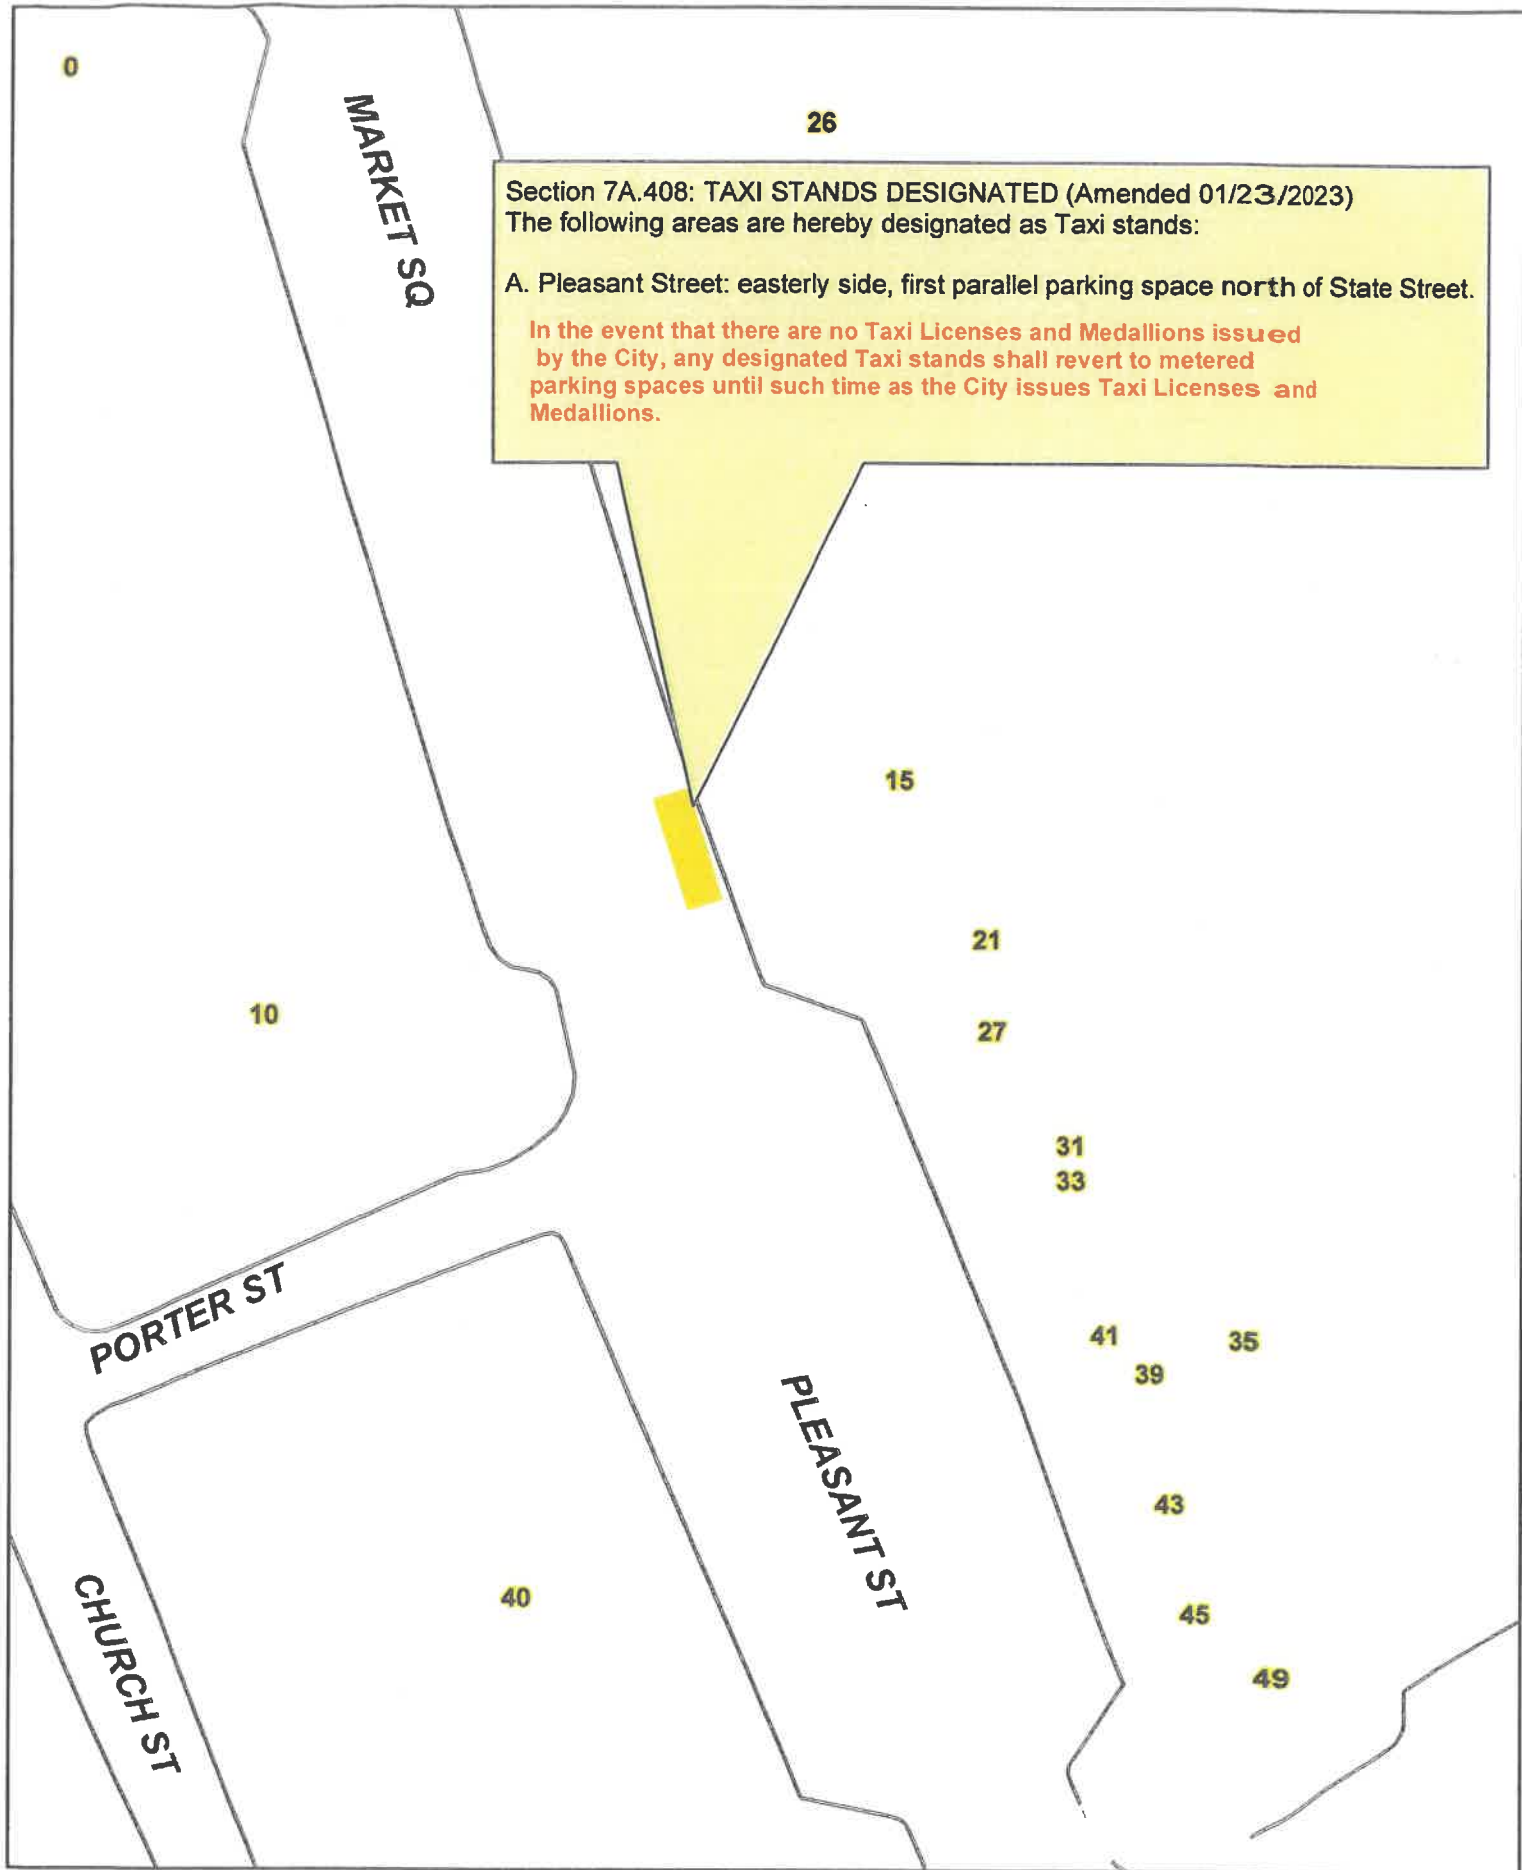 0
26
MARKET SQ
Section 7A.408: TAXI STANDS DESIGNATED (Amended 01/23/2023)
The following areas are hereby designated as Taxi stands:
A. Pleasant Street: easterly side, first parallel parking space north of State Street.
In the event that there are no Taxi Licenses and Medallions issued
by the City, any designated Taxi stands shall revert to metered
parking spaces until such time as the City issues Taxi Licenses and
Medallions.
15
21
10
27
31
33
PORTER ST
41
35
39
PLEASANT ST
43
40
CHURCH ST
45
49